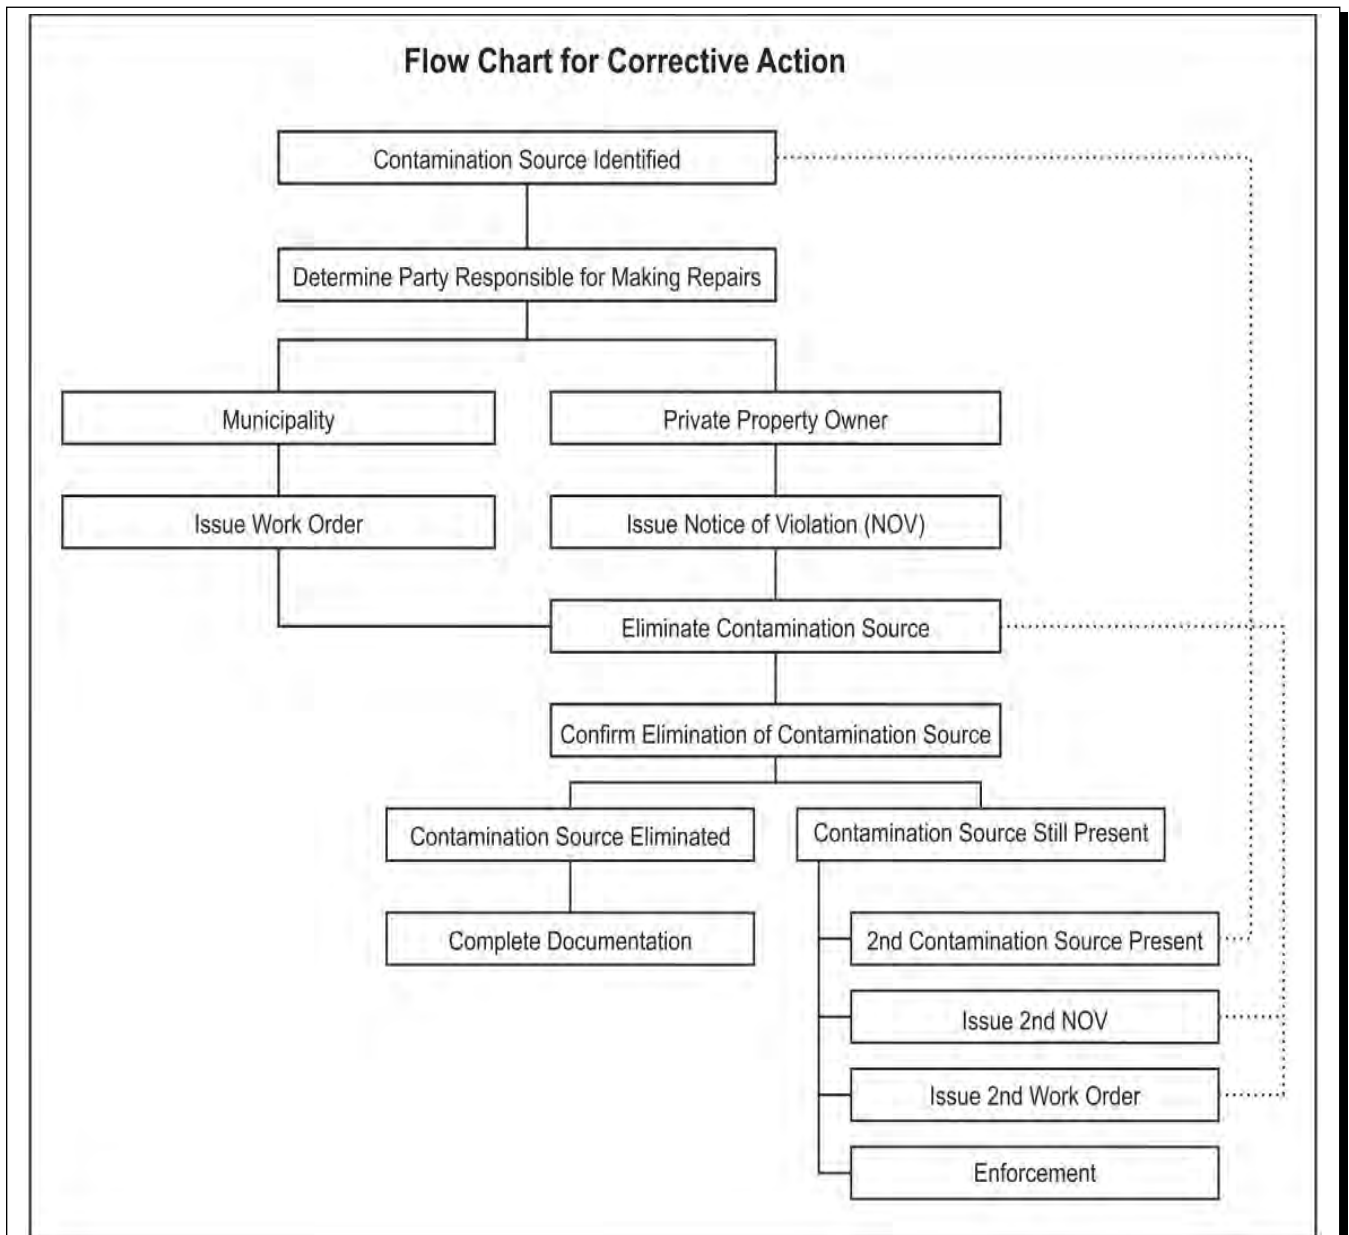 Flow Chart for Corrective Action
Contamination Source Identified
Determine Party Responsible for Making Repairs
Municipality
Private Property Owner
Issue Work Order
Issue Notice of Violation (NOV)
Eliminate Contamination Source
Confirm Elimination of Contamination Source
Contamination Source Eliminated
Contamination Source Still Present
Complete Documentation
2nd Contamination Source Present
Issue 2nd NOV
Issue 2nd Work Order
Enforcement